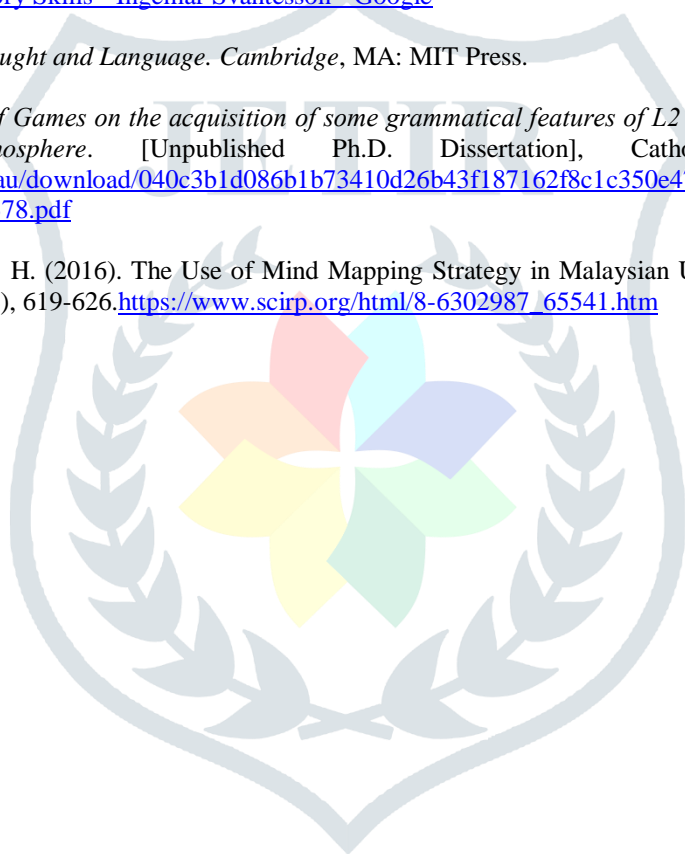 ory Skills - Ingemar Svantesson - Google
ught and Language. Cambridge, MA: MIT Press.
f Games on the acquisition of some grammatical features of L2
nosphere. [Unpublished Ph.D. Dissertation], Catho
au/download/040c3b1d086b1b73410d26b43f187162f8c1c350e4
78.pdf
H. (2016). The Use of Mind Mapping Strategy in Malaysian U
), 619-626.https://www.scirp.org/html/8-6302987_65541.htm
JETIR